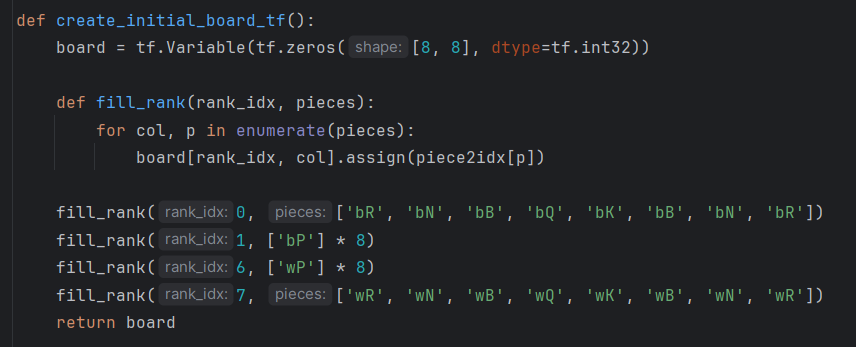 def create_initial_board_tf():
    board = tf.Variable(tf.zeros( shape: [8, 8], dtype=tf.int32))

    def fill_rank(rank_idx, pieces):
        for col, p in enumerate(pieces):
            board[rank_idx, col].assign(piece2idx[p])

    fill_rank( rank_idx: 0, pieces: ['bR', 'bN', 'bB', 'bQ', 'bK', 'bB', 'bN', 'bR'])
    fill_rank( rank_idx: 1, ['bP'] * 8)
    fill_rank( rank_idx: 6, ['wP'] * 8)
    fill_rank( rank_idx: 7, pieces: ['wR', 'wN', 'wB', 'wQ', 'wK', 'wB', 'wN', 'wR'])
    return board